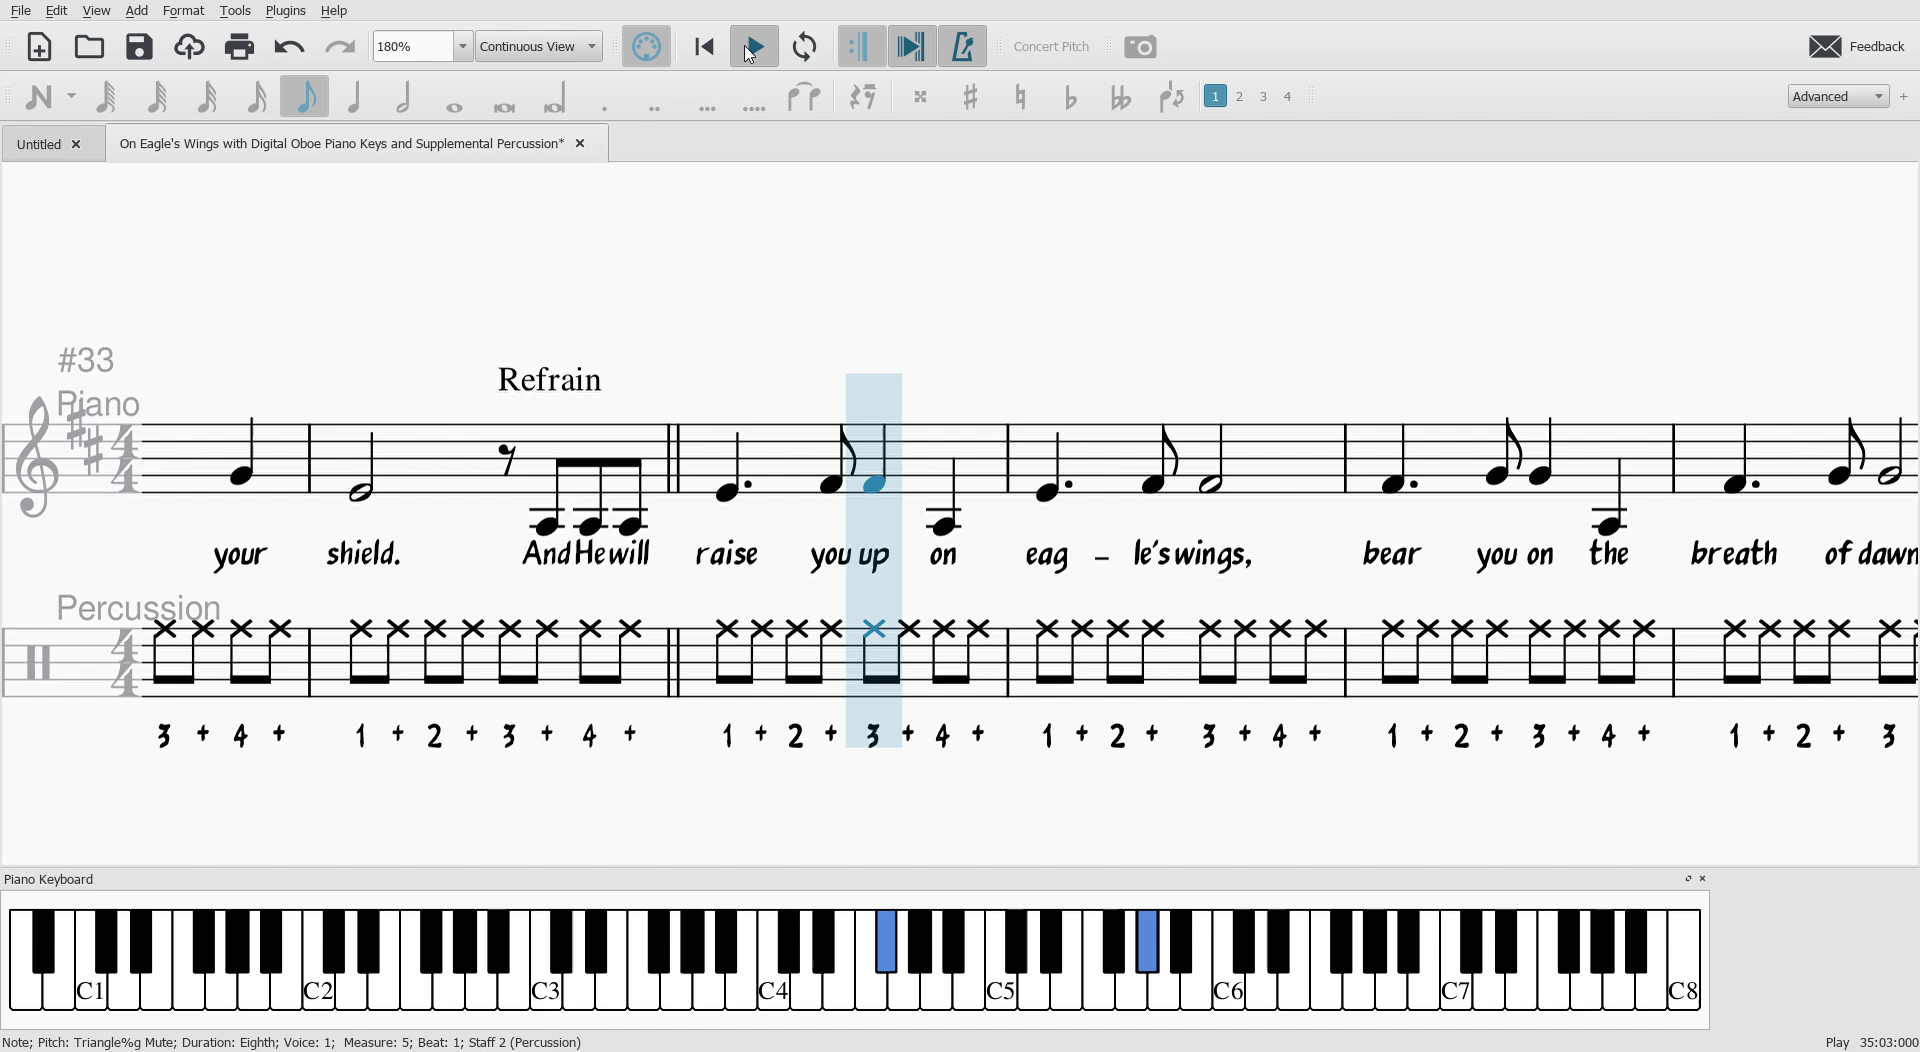 File Edit View Add Format Tools Plugins Help
180% Continuous View Concert Pitch Feedback
1 2 3 4 Advanced +
Untitled On Eagle's Wings with Digital Oboe Piano Keys and Supplemental Percussion*
#33
Refrain
Piano
4 4
your shield. And He will raise you up on eag – le's wings, bear you on the breath of dawn
Percussion
4 4
3 + 4 + 1 + 2 + 3 + 4 + 1 + 2 + 3 + 4 + 1 + 2 + 3 + 4 + 1 + 2 + 3 + 4 + 1 + 2 + 3
Piano Keyboard
C1 C2 C3 C4 C5 C6 C7 C8
Note; Pitch: Triangle%g Mute; Duration: Eighth; Voice: 1; Measure: 5; Beat: 1; Staff 2 (Percussion) Play 35:03:000